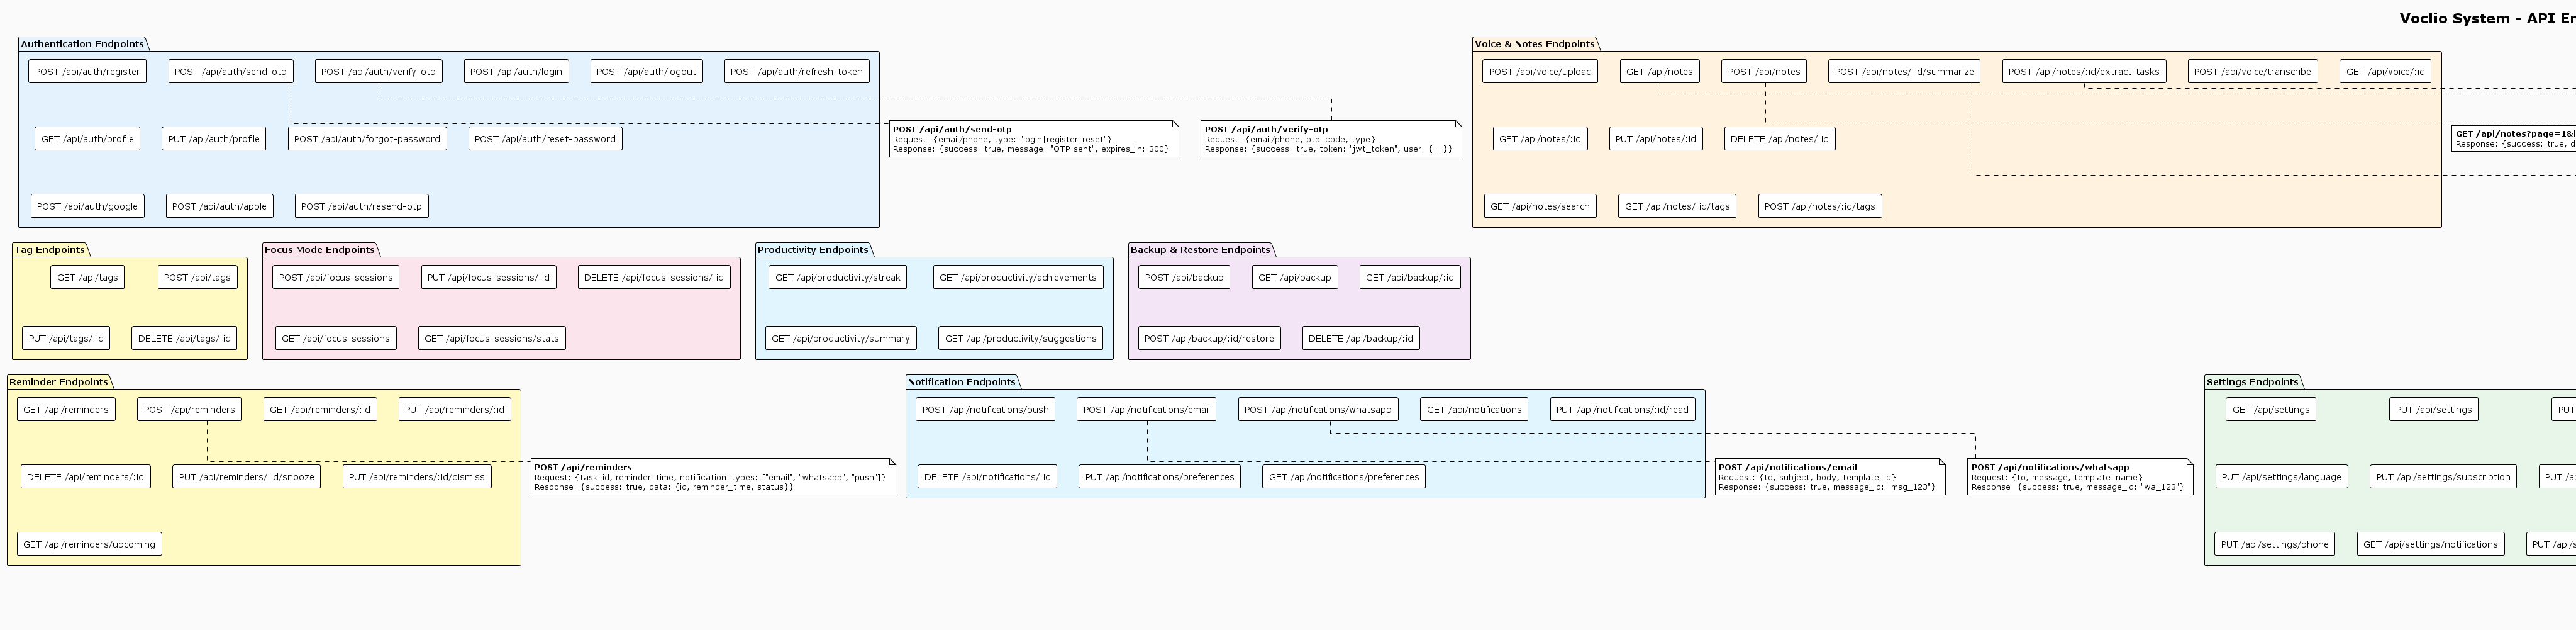 Voclio System - API E
Authentication Endpoints
POST /api/auth/register
POST /api/auth/send-otp
POST /api/auth/verify-otp
POST /api/auth/login
POST /api/auth/logout
POST /api/auth/refresh-token
GET /api/auth/profile
PUT /api/auth/profile
POST /api/auth/forgot-password
POST /api/auth/reset-password
POST /api/auth/google
POST /api/auth/apple
POST /api/auth/resend-otp
POST /api/auth/send-otp
Request: {email/phone, type: "login|register|reset"}
Response: {success: true, message: "OTP sent", expires_in: 300}
POST /api/auth/verify-otp
Request: {email/phone, otp_code, type}
Response: {success: true, token: "jwt_token", user: {...}}
Voice & Notes Endpoints
POST /api/voice/upload
GET /api/notes
POST /api/notes
POST /api/notes/:id/summarize
POST /api/notes/:id/extract-tasks
POST /api/voice/transcribe
GET /api/voice/:id
GET /api/notes/:id
PUT /api/notes/:id
DELETE /api/notes/:id
GET /api/notes/search
GET /api/notes/:id/tags
POST /api/notes/:id/tags
GET /api/notes?page=1&
Response: {success: true, d
Tag Endpoints
GET /api/tags
POST /api/tags
PUT /api/tags/:id
DELETE /api/tags/:id
Focus Mode Endpoints
POST /api/focus-sessions
PUT /api/focus-sessions/:id
DELETE /api/focus-sessions/:id
GET /api/focus-sessions
GET /api/focus-sessions/stats
Productivity Endpoints
GET /api/productivity/streak
GET /api/productivity/achievements
GET /api/productivity/summary
GET /api/productivity/suggestions
Backup & Restore Endpoints
POST /api/backup
GET /api/backup
GET /api/backup/:id
POST /api/backup/:id/restore
DELETE /api/backup/:id
Reminder Endpoints
GET /api/reminders
POST /api/reminders
GET /api/reminders/:id
PUT /api/reminders/:id
DELETE /api/reminders/:id
PUT /api/reminders/:id/snooze
PUT /api/reminders/:id/dismiss
GET /api/reminders/upcoming
POST /api/reminders
Request: {task_id, reminder_time, notification_types: ["email", "whatsapp", "push"]}
Response: {success: true, data: {id, reminder_time, status}}
Notification Endpoints
POST /api/notifications/push
POST /api/notifications/email
POST /api/notifications/whatsapp
GET /api/notifications
PUT /api/notifications/:id/read
DELETE /api/notifications/:id
PUT /api/notifications/preferences
GET /api/notifications/preferences
POST /api/notifications/email
Request: {to, subject, body, template_id}
Response: {success: true, message_id: "msg_123"}
POST /api/notifications/whatsapp
Request: {to, message, template_name}
Response: {success: true, message_id: "wa_123"}
Settings Endpoints
GET /api/settings
PUT /api/settings
PUT
PUT /api/settings/language
PUT /api/settings/subscription
PUT /a
PUT /api/settings/phone
GET /api/settings/notifications
PUT /api/s